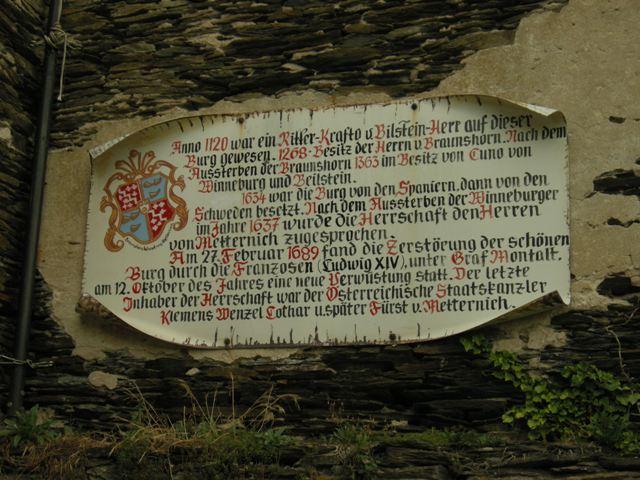 Anno 1120 war ein Ritter-Krafto v Bilstein-Herr auf dieser
Burg gewesen. 1268-Besitz der Herrn v Braunshorn. Nach dem
Aussterben der Braunshorn 1363 im Besitz von Cuno von
Winneburg und Beilstein.
1634 war die Burg von den Spaniern, dann von den
Schweden besetzt. Nach dem Aussterben der Winneburger
im Jahre 1637 wurde die Herrschaft den Herren
von Metternich zugesprochen.
Am 27. Februar 1689 fand die Zerstörung der schönen
Burg durch die Franzosen (Ludwig XIV), unter Graf Montalt.
am 12. Oktober des Jahres eine neue Verwüstung statt. Der letzte
Inhaber der Herrschaft war der Österreichische Staatskanzler
Klemens Wenzel Lothar u. später Fürst v. Metternich.